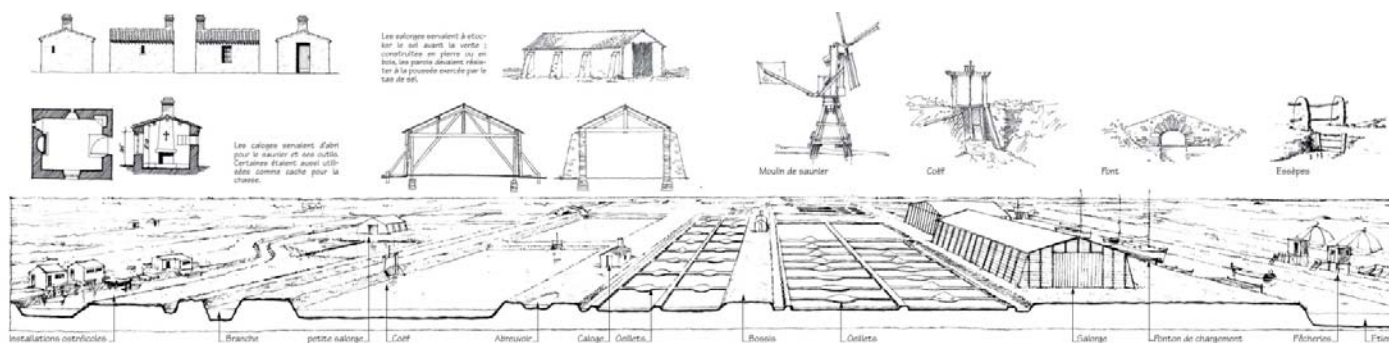 Les salorges servaient à stoc-
ker le sel avant la vente ;
construites en pierre ou en
bois, les parois devaient résis-
ter à la poussée exercée par le
tas de sel.
Les caloges servaient d'abri
pour le saunier et ses outils.
Certaines étaient aussi utili-
sées comme cache pour la
chasse.
Moulin de saunier
Coëf
Pont
Essèpes
Installations ostréicoles
Branche
petite salorge
Coëf
Abreuvoir
Caloge
Oeillets
Bossis
Oeillets
Salorge
Ponton de chargement
Pêcheries
Etier